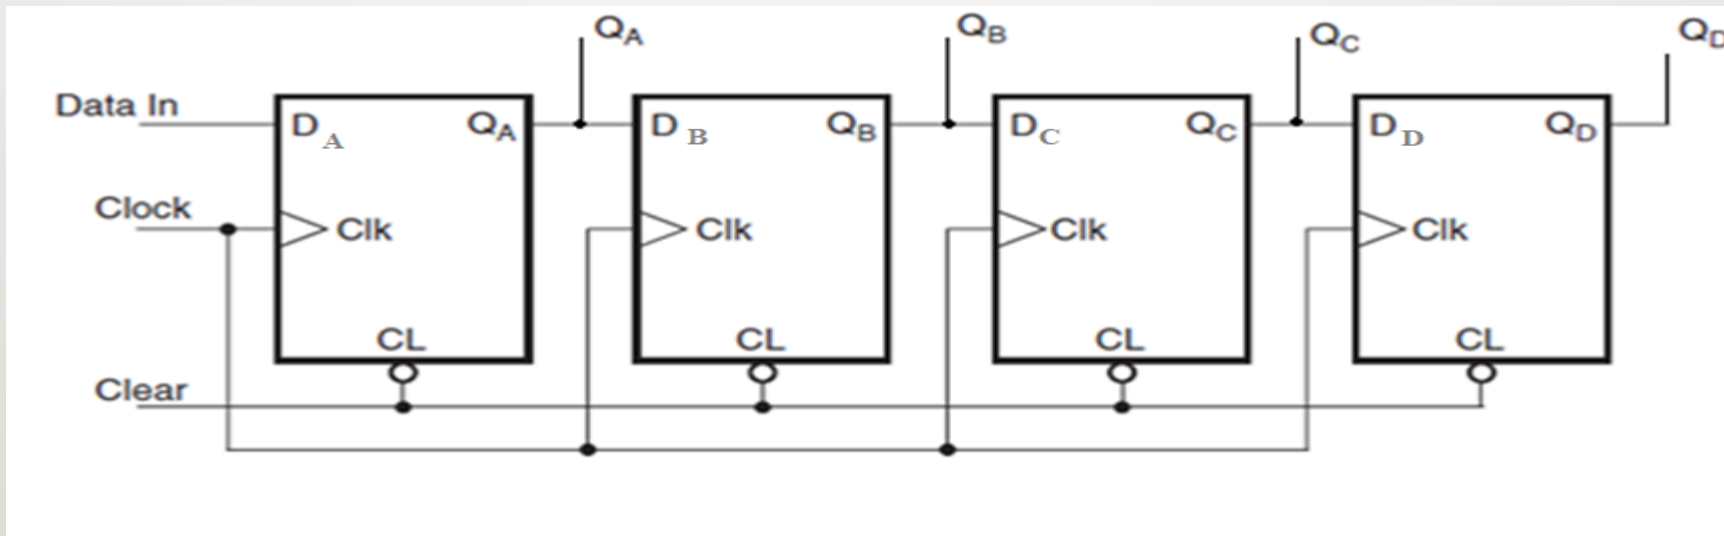 QA QB QC QD
Data In
DA QA DB QB DC QC DD QD
Clock
Clk Clk Clk Clk
CL CL CL CL
Clear